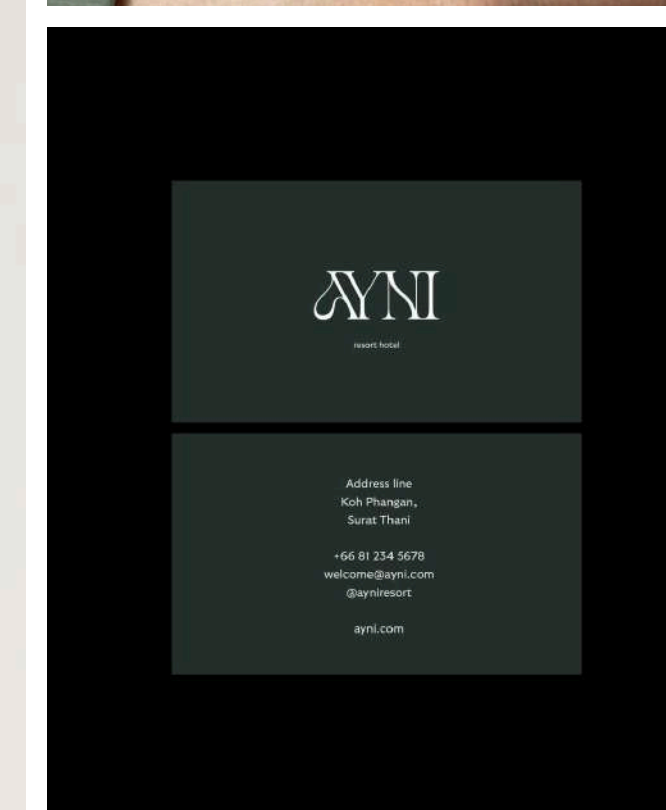 AYNI
resort hotel
Address line
Koh Phangan,
Surat Thani
+66 81 234 5678
welcome@ayni.com
@ayniresort
ayni.com